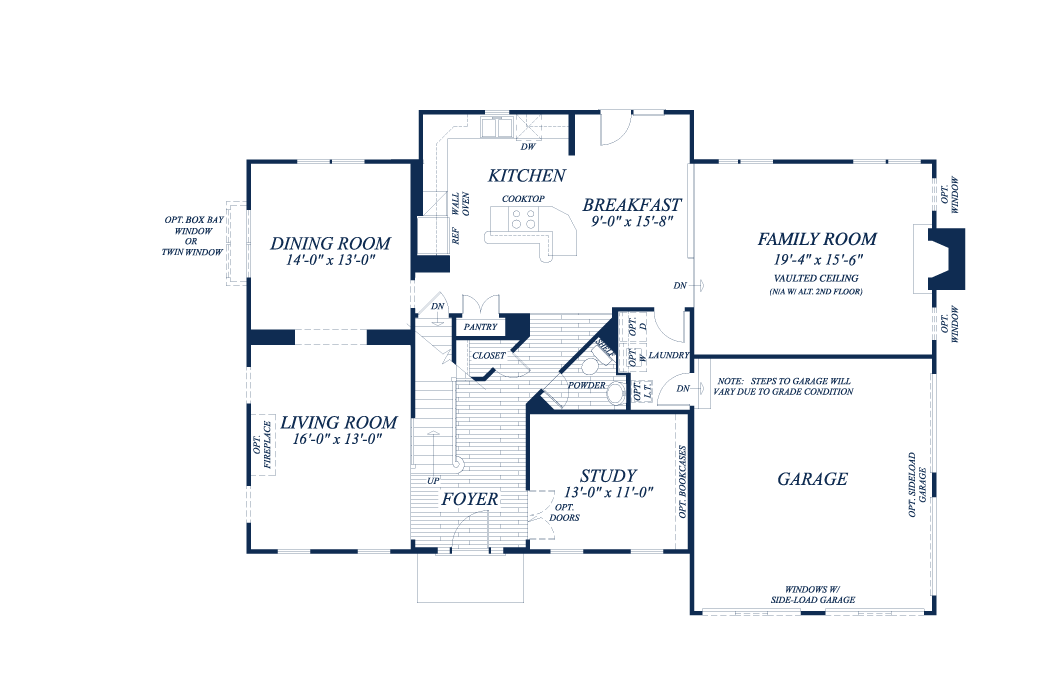 KITCHEN
DW
COOKTOP
WALL
OVEN
REF
BREAKFAST
9'-0" x 15'-8"
OPT. BOX BAY
WINDOW
OR
TWIN WINDOW
DINING ROOM
14'-0" x 13'-0"
FAMILY ROOM
19'-4" x 15'-6"
VAULTED CEILING
(N/A W/ ALT. 2ND FLOOR)
OPT.
WINDOW
OPT.
WINDOW
DN
DN
PANTRY
CLOSET
SHELF
POWDER
OPT.
D.
OPT.
W.
LAUNDRY
OPT.
L.T.
DN
NOTE: STEPS TO GARAGE WILL
VARY DUE TO GRADE CONDITION
LIVING ROOM
16'-0" x 13'-0"
OPT.
FIREPLACE
UP
FOYER
STUDY
13'-0" x 11'-0"
OPT.
DOORS
OPT. BOOKCASES
GARAGE
OPT. SIDELOAD
GARAGE
WINDOWS W/
SIDE-LOAD GARAGE